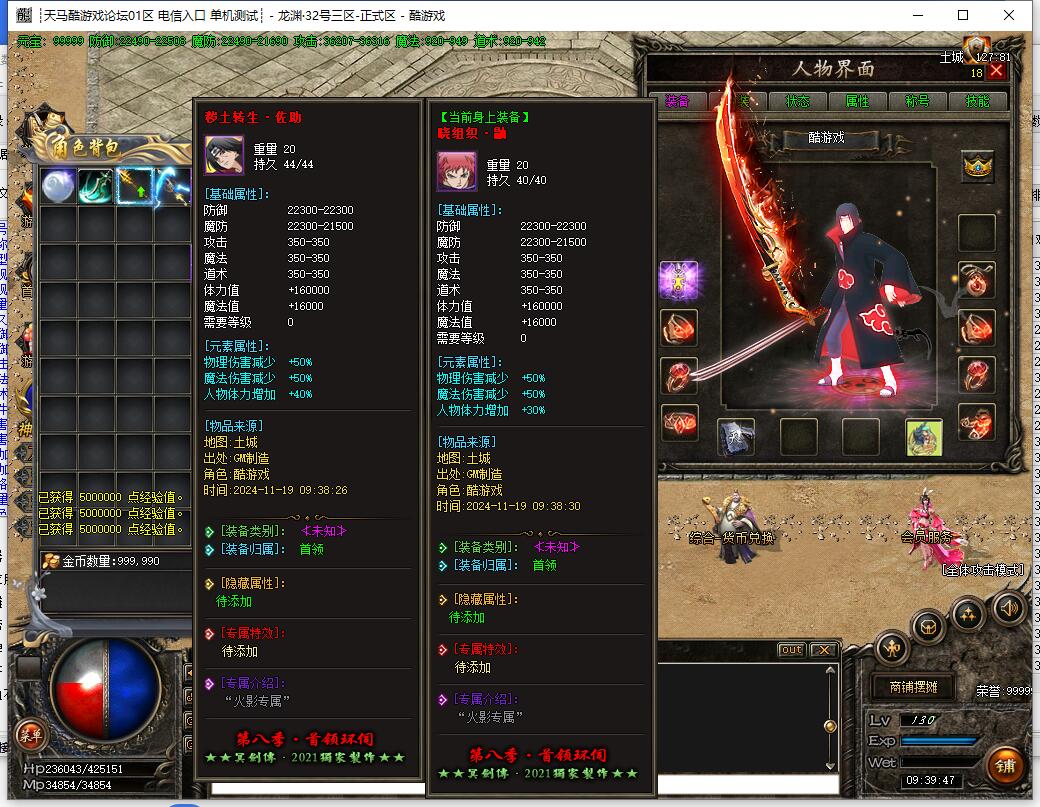 天马酷游戏论坛01区 电信入口 单机测试┊ - 龙渊·32号三区-正式区 - 酷游戏
元宝: 99999 防御:22490-22508 魔防:22490-21690 攻击:36207-36316 魔法:920-949 道术:920-942
土城 127:81
18
人物界面
装备
状态
属性
称号
技能
酷游戏
角色背包
秽土转生·佐助
重量 20
持久 44/44
[基础属性]:
防御 22300-22300
魔防 22300-21500
攻击 350-350
魔法 350-350
道术 350-350
体力值 +160000
魔法值 +16000
需要等级 0
[元素属性]:
物理伤害减少 +50%
魔法伤害减少 +50%
人物体力增加 +40%
[物品来源]
地图:土城
出处:GM制造
角色:酷游戏
时间:2024-11-19 09:38:26
[装备类别]: <未知>
[装备归属]: 首领
[隐藏属性]:
待添加
[专属特效]:
待添加
[专属介绍]:
“火影专属”
第八季·首领环伺
★★冥剑传·2021獨家製作★★
【当前身上装备】
晓组织·鼬
重量 20
持久 40/40
[基础属性]:
防御 22300-22300
魔防 22300-21500
攻击 350-350
魔法 350-350
道术 350-350
体力值 +160000
魔法值 +16000
需要等级 0
[元素属性]:
物理伤害减少 +50%
魔法伤害减少 +50%
人物体力增加 +30%
[物品来源]
地图:土城
出处:GM制造
角色:酷游戏
时间:2024-11-19 09:38:30
[装备类别]: <未知>
[装备归属]: 首领
[隐藏属性]:
待添加
[专属特效]:
待添加
[专属介绍]:
“火影专属”
第八季·首领环伺
★★冥剑传·2021獨家製作★★
已获得 5000000 点经验值。
已获得 5000000 点经验值。
已获得 5000000 点经验值。
金币数量:999,990
综合-货币兑换
会员服务
[全体攻击模式]
out X
商铺摆摊
荣誉:9999
Lv 130
Exp
Wet
铺
09:39:47
菜单
Hp236043/425151
Mp34854/34854